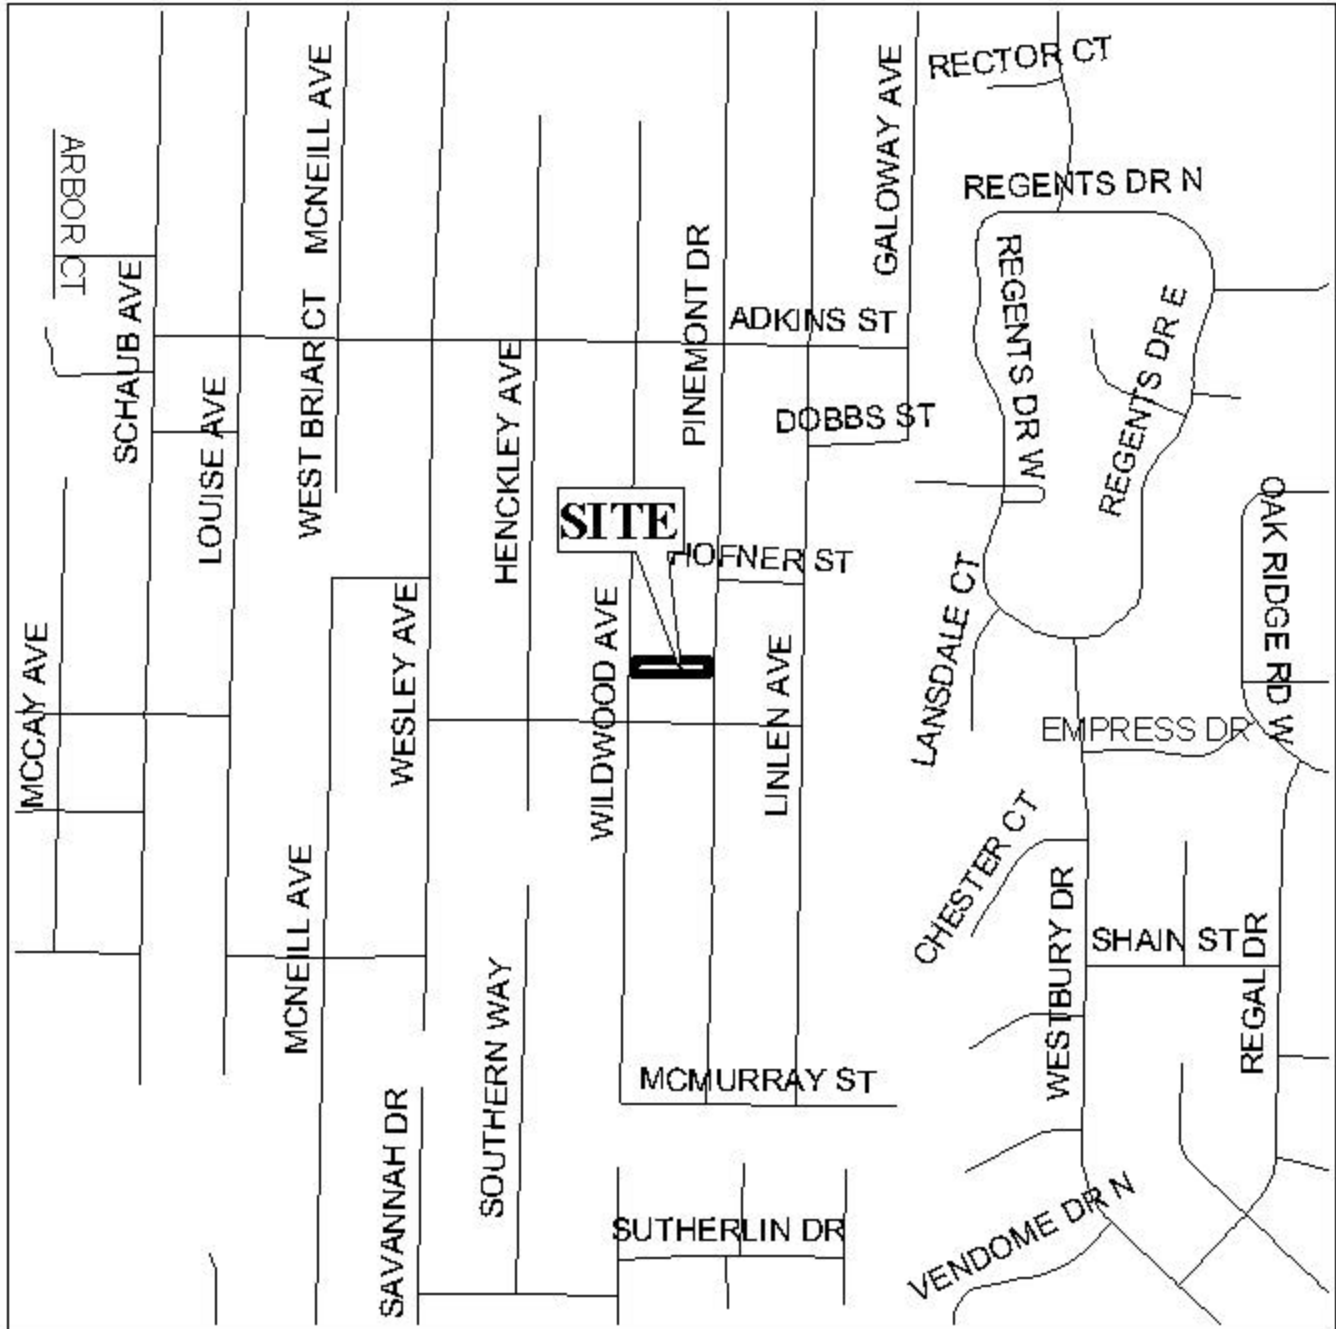 RECTOR CT
MCNEILL AVE
GALOWAY AVE
ARBOR CT
REGENTS DR N
PINEMONT DR
REGENTS DR W
REGENTS DR E
SCHAUB AVE
WEST BRIAR CT
ADKINS ST
HENCKLEY AVE
LOUISE AVE
DOBBS ST
OAK RIDGE RD W
SITE
HOFNER ST
LANSDALE CT
WESLEY AVE
WILDWOOD AVE
MCCAY AVE
LINLEN AVE
EMPRESS DR
CHESTER CT
MCNEILL AVE
WESTBURY DR
SHAIN ST
REGAL DR
SOUTHERN WAY
MCMURRAY ST
SAVANNAH DR
SUTHERLIN DR
VENDOME DR N